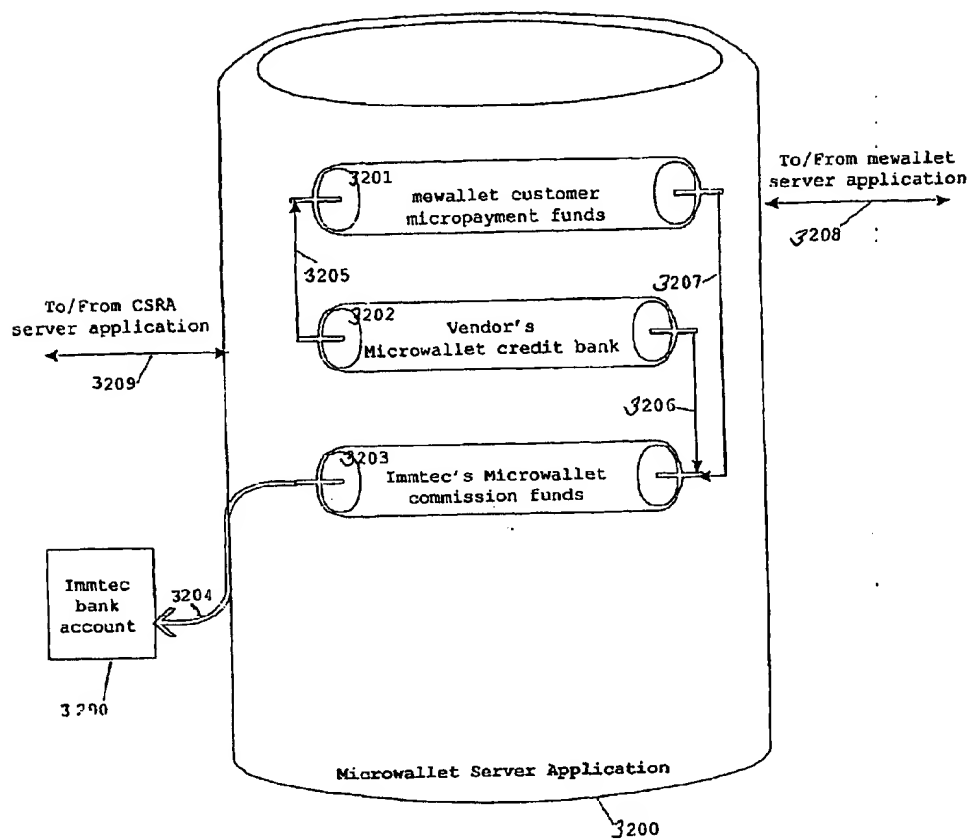 3201
mewallet customer
micropayment funds
To/From mewallet
server application
3208
3205
3207
To/From CSRA
server application
3209
3202
Vendor's
Microwallet credit bank
3206
3203
Immtec's Microwallet
commission funds
Immtec
bank
account
3204
3200
Microwallet Server Application
3200